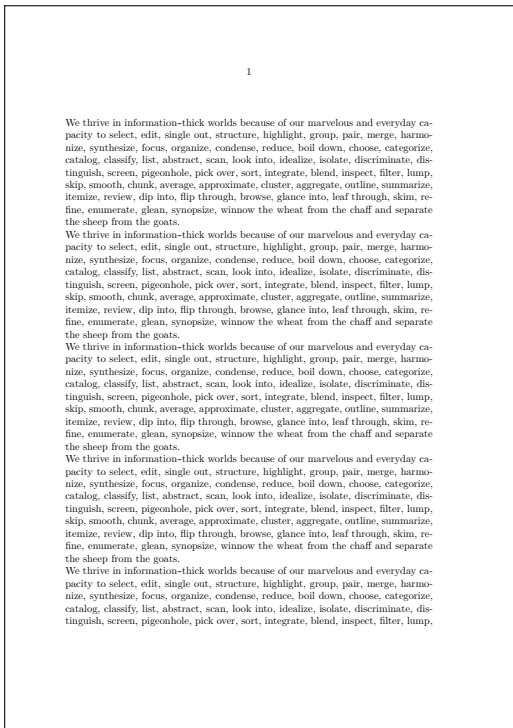 1
We thrive in information–thick worlds because of our marvelous and everyday ca-
pacity to select, edit, single out, structure, highlight, group, pair, merge, harmo-
nize, synthesize, focus, organize, condense, reduce, boil down, choose, categorize,
catalog, classify, list, abstract, scan, look into, idealize, isolate, discriminate, dis-
tinguish, screen, pigeonhole, pick over, sort, integrate, blend, inspect, filter, lump,
skip, smooth, chunk, average, approximate, cluster, aggregate, outline, summarize,
itemize, review, dip into, flip through, browse, glance into, leaf through, skim, re-
fine, enumerate, glean, synopsize, winnow the wheat from the chaff and separate
the sheep from the goats.
We thrive in information–thick worlds because of our marvelous and everyday ca-
pacity to select, edit, single out, structure, highlight, group, pair, merge, harmo-
nize, synthesize, focus, organize, condense, reduce, boil down, choose, categorize,
catalog, classify, list, abstract, scan, look into, idealize, isolate, discriminate, dis-
tinguish, screen, pigeonhole, pick over, sort, integrate, blend, inspect, filter, lump,
skip, smooth, chunk, average, approximate, cluster, aggregate, outline, summarize,
itemize, review, dip into, flip through, browse, glance into, leaf through, skim, re-
fine, enumerate, glean, synopsize, winnow the wheat from the chaff and separate
the sheep from the goats.
We thrive in information–thick worlds because of our marvelous and everyday ca-
pacity to select, edit, single out, structure, highlight, group, pair, merge, harmo-
nize, synthesize, focus, organize, condense, reduce, boil down, choose, categorize,
catalog, classify, list, abstract, scan, look into, idealize, isolate, discriminate, dis-
tinguish, screen, pigeonhole, pick over, sort, integrate, blend, inspect, filter, lump,
skip, smooth, chunk, average, approximate, cluster, aggregate, outline, summarize,
itemize, review, dip into, flip through, browse, glance into, leaf through, skim, re-
fine, enumerate, glean, synopsize, winnow the wheat from the chaff and separate
the sheep from the goats.
We thrive in information–thick worlds because of our marvelous and everyday ca-
pacity to select, edit, single out, structure, highlight, group, pair, merge, harmo-
nize, synthesize, focus, organize, condense, reduce, boil down, choose, categorize,
catalog, classify, list, abstract, scan, look into, idealize, isolate, discriminate, dis-
tinguish, screen, pigeonhole, pick over, sort, integrate, blend, inspect, filter, lump,
skip, smooth, chunk, average, approximate, cluster, aggregate, outline, summarize,
itemize, review, dip into, flip through, browse, glance into, leaf through, skim, re-
fine, enumerate, glean, synopsize, winnow the wheat from the chaff and separate
the sheep from the goats.
We thrive in information–thick worlds because of our marvelous and everyday ca-
pacity to select, edit, single out, structure, highlight, group, pair, merge, harmo-
nize, synthesize, focus, organize, condense, reduce, boil down, choose, categorize,
catalog, classify, list, abstract, scan, look into, idealize, isolate, discriminate, dis-
tinguish, screen, pigeonhole, pick over, sort, integrate, blend, inspect, filter, lump,